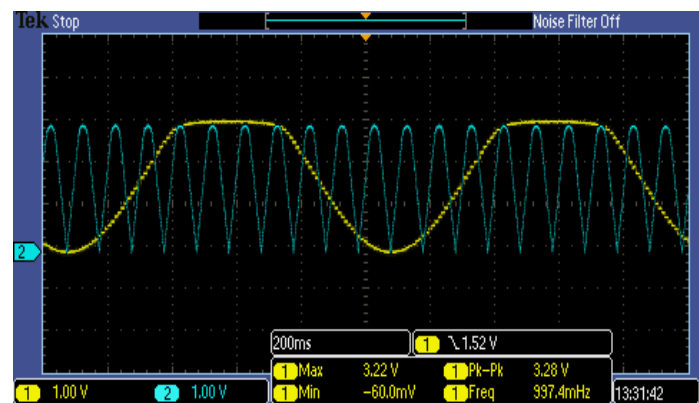 Tek Stop Noise Filter Off
2
200ms 1 \ 1.52 V
1 Max 3.22 V 1 Pk-Pk 3.28 V
1 1.00 V 2 1.00 V 1 Min -60.0mV 1 Freq 997.4mHz 13:31:42